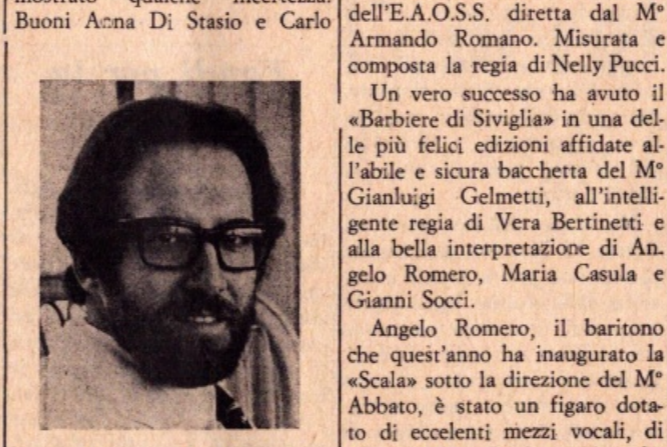 mostrato qualche incertezza.
Buoni Anna Di Stasio e Carlo
dell'E.A.O.S.S. diretta dal M°
Armando Romano. Misurata e
composta la regia di Nelly Pucci.
Un vero successo ha avuto il
«Barbiere di Siviglia» in una del-
le più felici edizioni affidate al-
l'abile e sicura bacchetta del M°
Gianluigi Gelmetti, all'intelli-
gente regia di Vera Bertinetti e
alla bella interpretazione di An-
gelo Romero, Maria Casula e
Gianni Socci.
Angelo Romero, il baritono
che quest'anno ha inaugurato la
«Scala» sotto la direzione del M°
Abbato, è stato un figaro dota-
to di eccelenti mezzi vocali, di